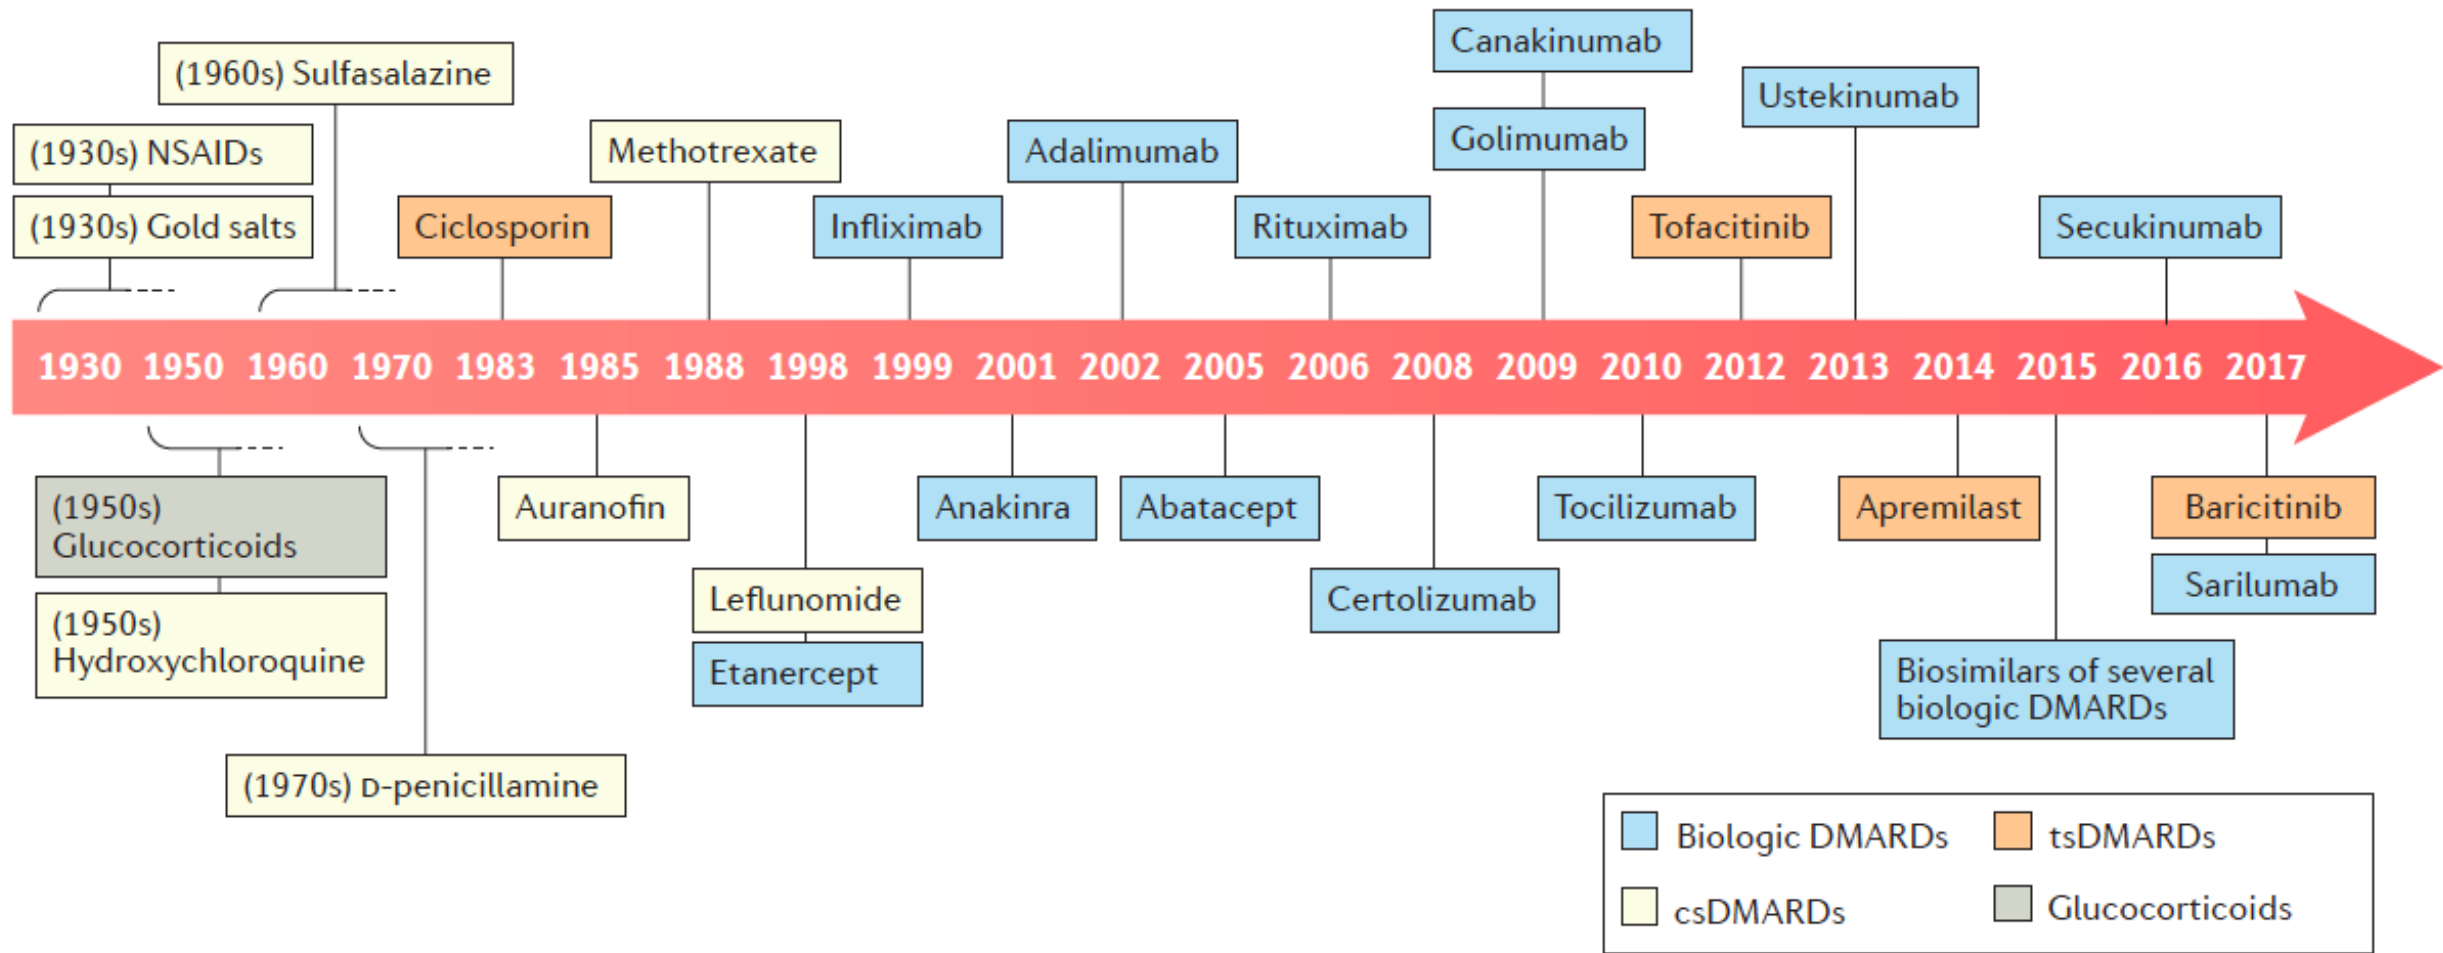 Canakinumab
(1960s) Sulfasalazine
Ustekinumab
(1930s) NSAIDs
Methotrexate
Adalimumab
Golimumab
(1930s) Gold salts
Ciclosporin
Infliximab
Rituximab
Tofacitinib
Secukinumab
1930 1950 1960 1970 1983 1985 1988 1998 1999 2001 2002 2005 2006 2008 2009 2010 2012 2013 2014 2015 2016 2017
(1950s)
Glucocorticoids
Auranofin
Anakinra
Abatacept
Tocilizumab
Apremilast
Baricitinib
(1950s)
Hydroxychloroquine
Leflunomide
Certolizumab
Sarilumab
Etanercept
Biosimilars of several
biologic DMARDs
(1970s) D-penicillamine
Biologic DMARDs
tsDMARDs
csDMARDs
Glucocorticoids